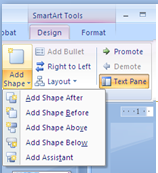 SmartArt Tools
obat
Design
Format
Add Shape
Add Bullet
Right to Left
Layout
Promote
Demote
Text Pane
Add Shape After
Add Shape Before
Add Shape Above
Add Shape Below
Add Assistant